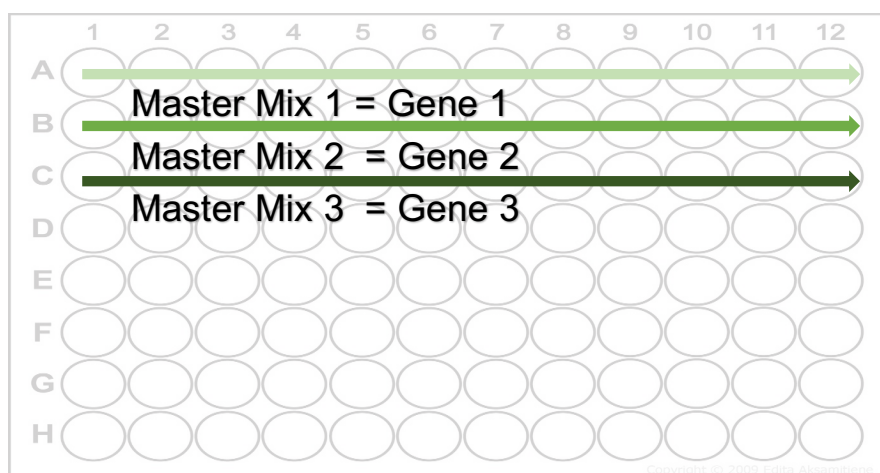 1 2 3 4 5 6 7 8 9 10 11 12
A
Master Mix 1 = Gene 1
B
Master Mix 2 = Gene 2
C
Master Mix 3 = Gene 3
D
E
F
G
H
Copyright © 2009 Edita Aksamitiene